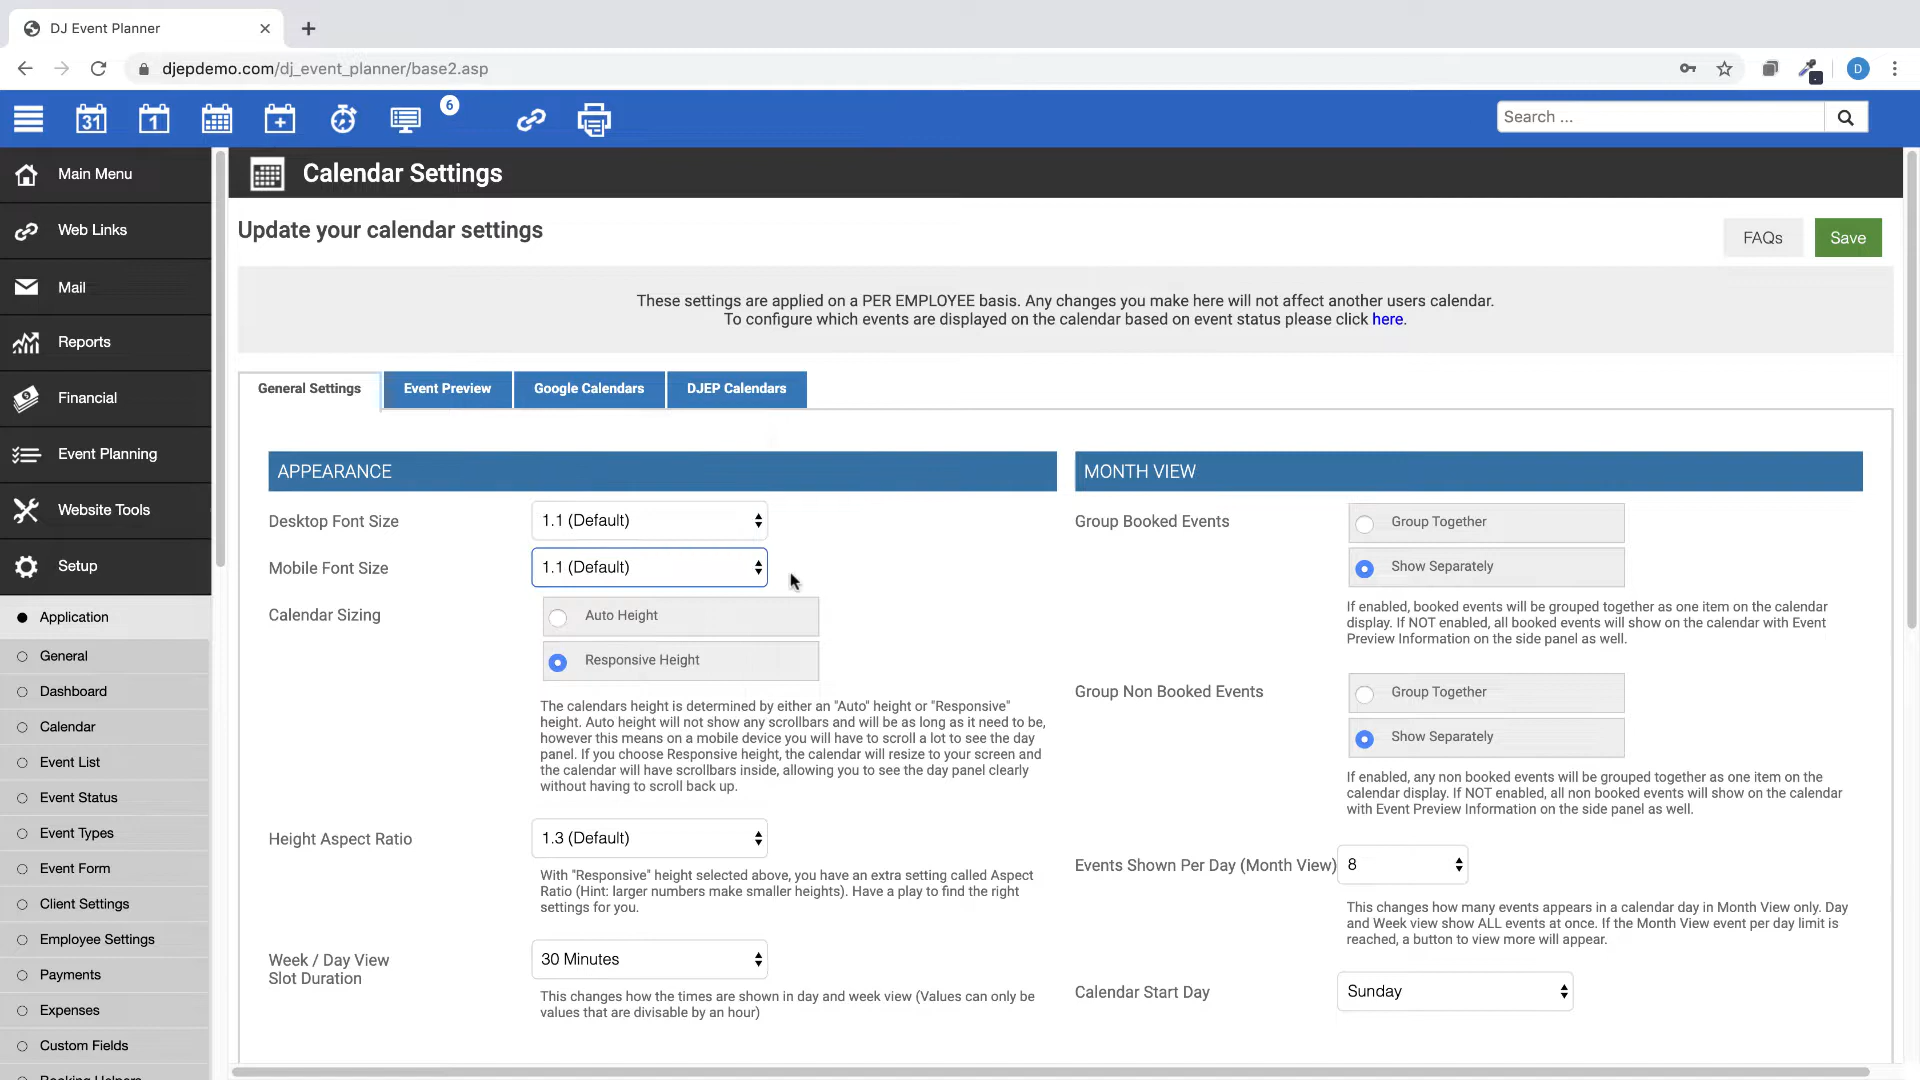 DJ Event Planner
djepdemo.com/dj_event_planner/base2.asp
D
31
1
6
Search ...
Main Menu
Web Links
Mail
Reports
Financial
Event Planning
Website Tools
Setup
Application
General
Dashboard
Calendar
Event List
Event Status
Event Types
Event Form
Client Settings
Employee Settings
Payments
Expenses
Custom Fields
Calendar Settings
Update your calendar settings
FAQs
Save
These settings are applied on a PER EMPLOYEE basis. Any changes you make here will not affect another users calendar.
To configure which events are displayed on the calendar based on event status please click here.
General Settings
Event Preview
Google Calendars
DJEP Calendars
APPEARANCE
Desktop Font Size
1.1 (Default)
Mobile Font Size
1.1 (Default)
Calendar Sizing
Auto Height
Responsive Height
The calendars height is determined by either an "Auto" height or "Responsive"
height. Auto height will not show any scrollbars and will be as long as it need to be,
however this means on a mobile device you will have to scroll a lot to see the day
panel. If you choose Responsive height, the calendar will resize to your screen and
the calendar will have scrollbars inside, allowing you to see the day panel clearly
without having to scroll back up.
Height Aspect Ratio
1.3 (Default)
With "Responsive" height selected above, you have an extra setting called Aspect
Ratio (Hint: larger numbers make smaller heights). Have a play to find the right
settings for you.
Week / Day View
Slot Duration
30 Minutes
This changes how the times are shown in day and week view (Values can only be
values that are divisable by an hour)
MONTH VIEW
Group Booked Events
Group Together
Show Separately
If enabled, booked events will be grouped together as one item on the calendar
display. If NOT enabled, all booked events will show on the calendar with Event
Preview Information on the side panel as well.
Group Non Booked Events
Group Together
Show Separately
If enabled, any non booked events will be grouped together as one item on the
calendar display. If NOT enabled, all non booked events will show on the calendar
with Event Preview Information on the side panel as well.
Events Shown Per Day (Month View)
8
This changes how many events appears in a calendar day in Month View only. Day
and Week view show ALL events at once. If the Month View event per day limit is
reached, a button to view more will appear.
Calendar Start Day
Sunday